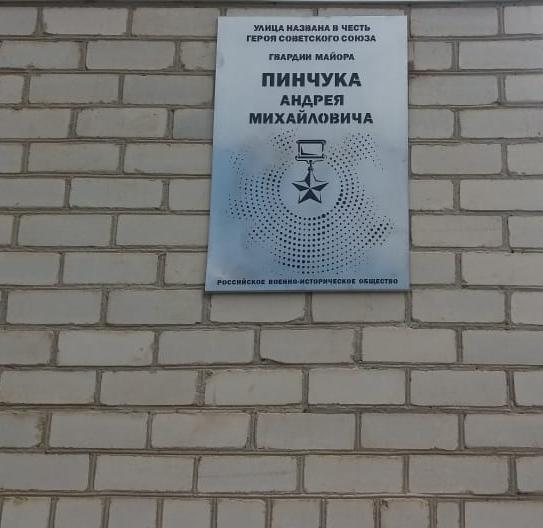 УЛИЦА НАЗВАНА В ЧЕСТЬ
ГЕРОЯ СОВЕТСКОГО СОЮЗА
ГВАРДИИ МАЙОРА
ПИНЧУКА
АНДРЕЯ
МИХАЙЛОВИЧА
РОССИЙСКОЕ ВОЕННО-ИСТОРИЧЕСКОЕ ОБЩЕСТВО